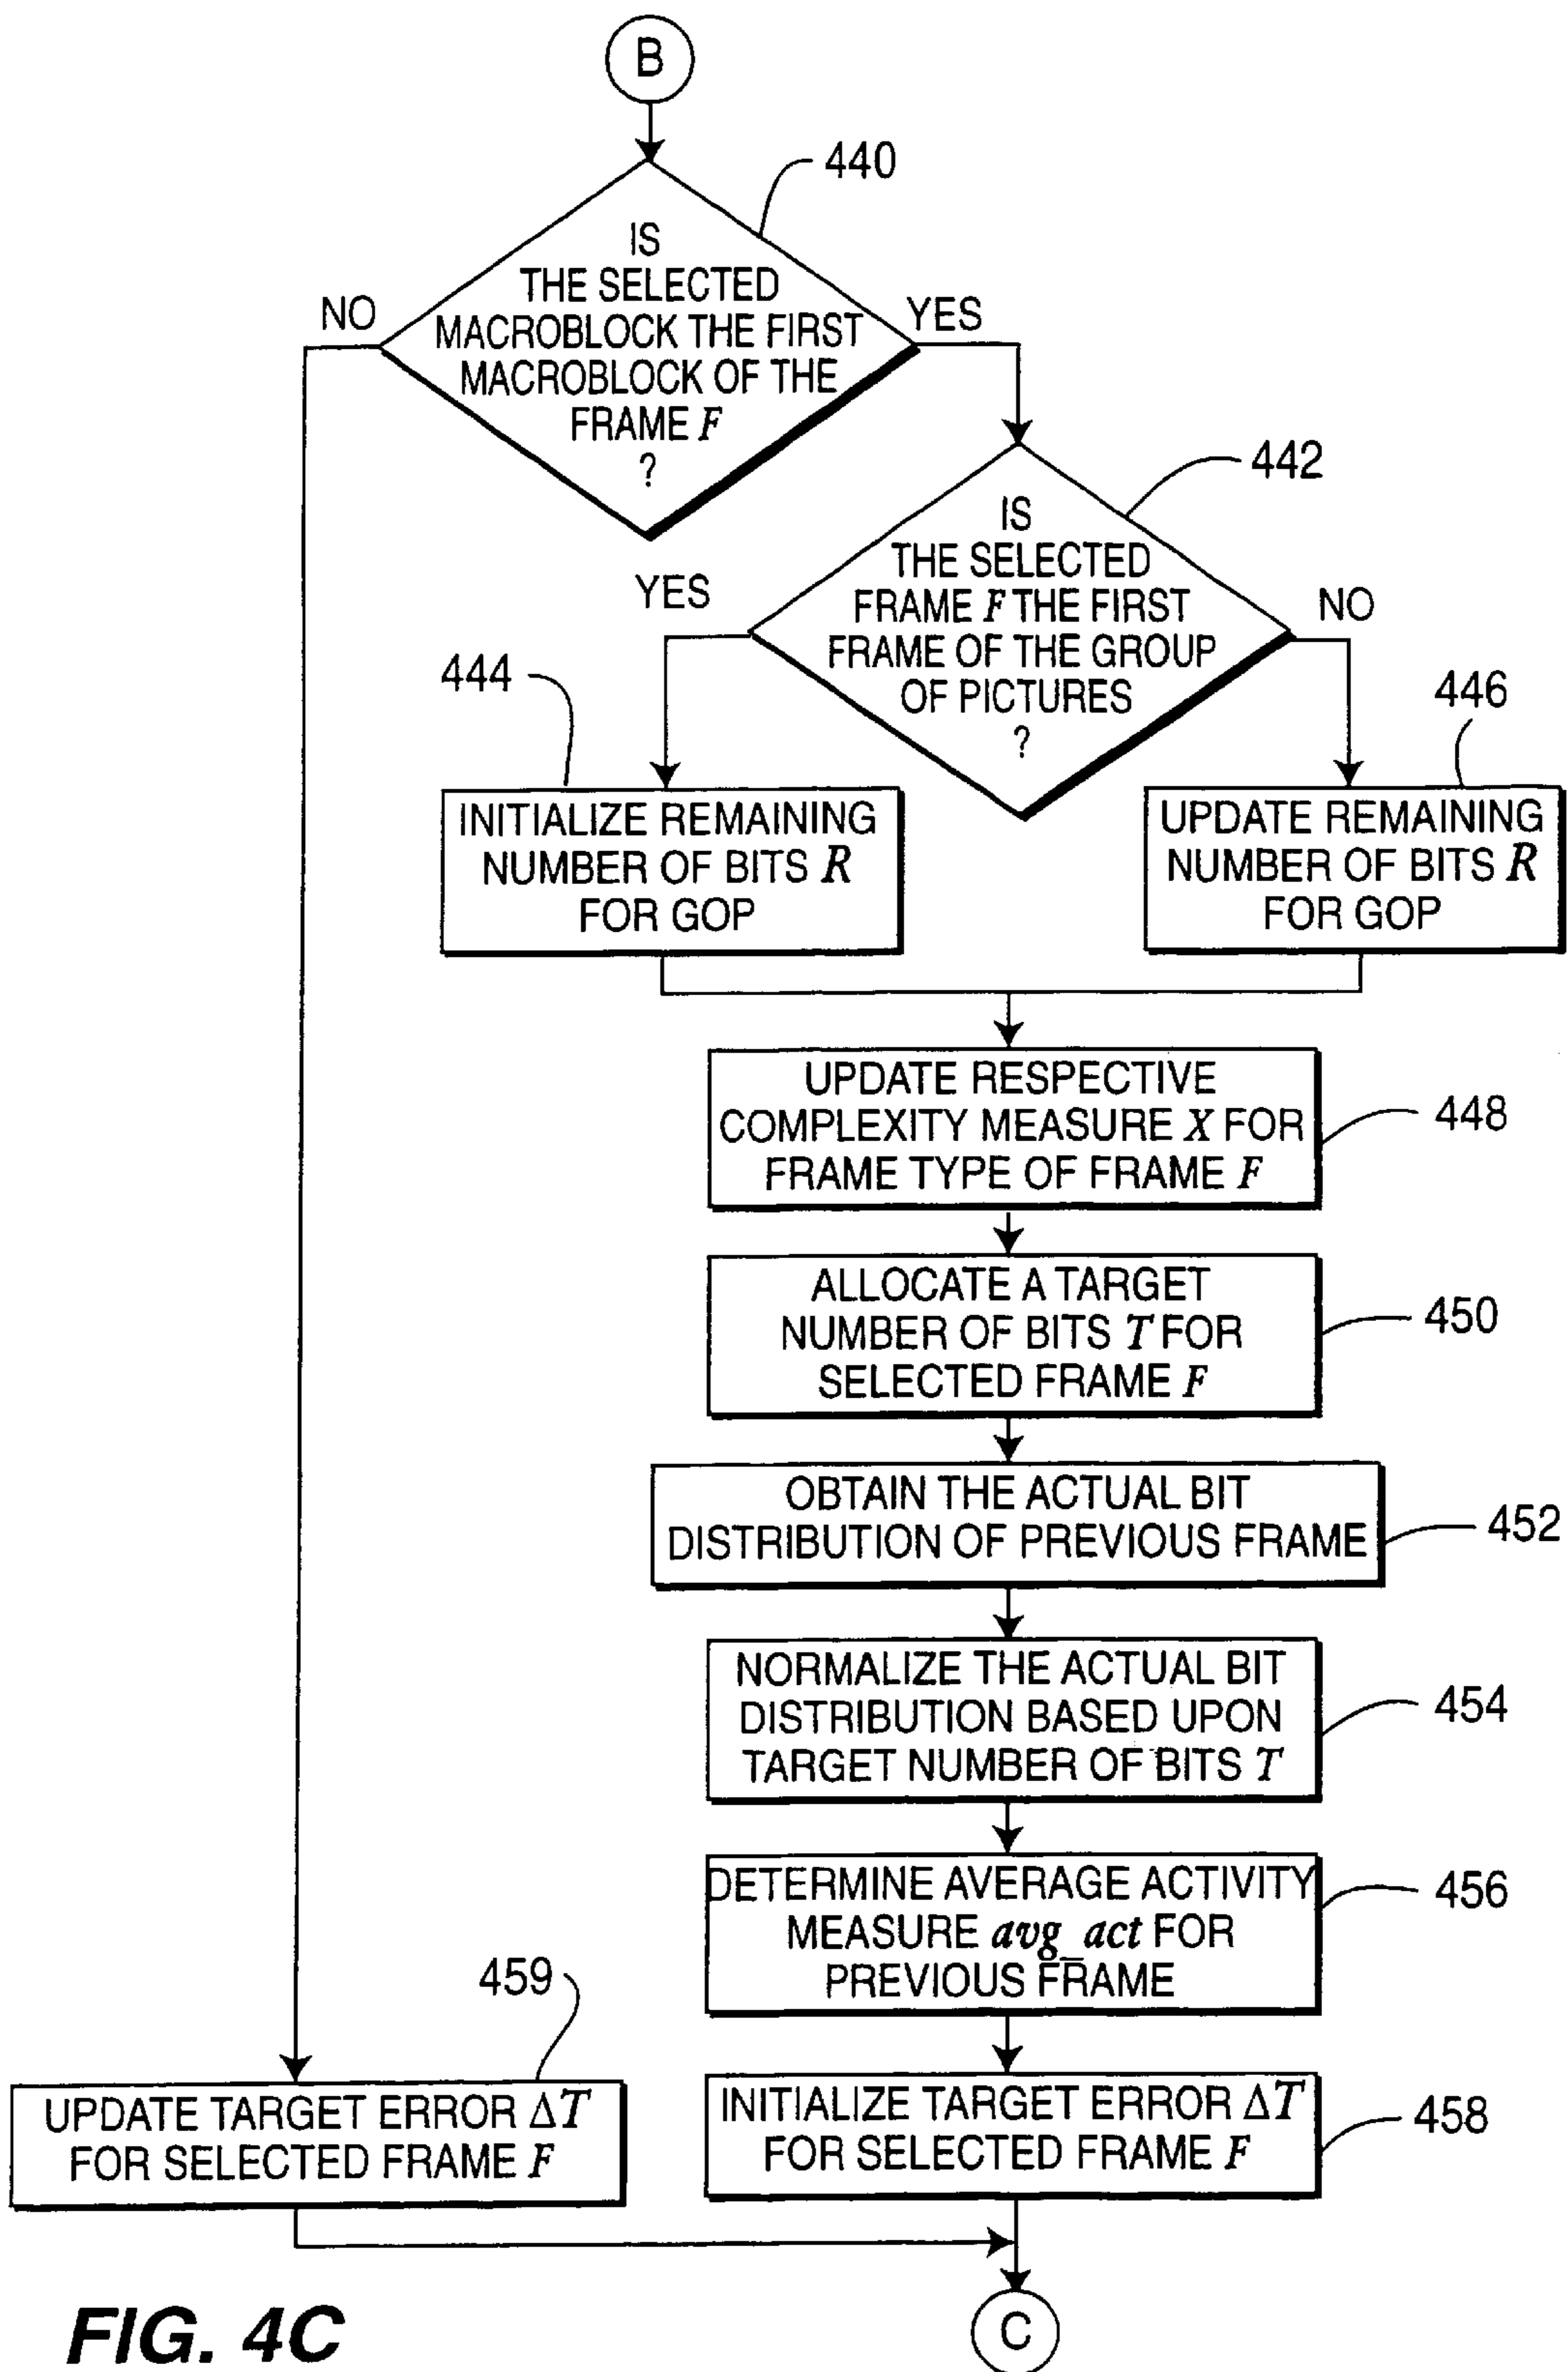 B
440
IS
THE SELECTED
MACROBLOCK THE FIRST
MACROBLOCK OF THE
FRAME F
?
NO
YES
442
IS
THE SELECTED
FRAME F THE FIRST
FRAME OF THE GROUP
OF PICTURES
?
YES
NO
444
446
INITIALIZE REMAINING
NUMBER OF BITS R
FOR GOP
UPDATE REMAINING
NUMBER OF BITS R
FOR GOP
UPDATE RESPECTIVE
COMPLEXITY MEASURE X FOR
FRAME TYPE OF FRAME F
448
ALLOCATE A TARGET
NUMBER OF BITS T FOR
SELECTED FRAME F
450
OBTAIN THE ACTUAL BIT
DISTRIBUTION OF PREVIOUS FRAME
452
NORMALIZE THE ACTUAL BIT
DISTRIBUTION BASED UPON
TARGET NUMBER OF BITS T
454
DETERMINE AVERAGE ACTIVITY
MEASURE avg_act FOR
PREVIOUS FRAME
456
459
UPDATE TARGET ERROR ΔT
FOR SELECTED FRAME F
INITIALIZE TARGET ERROR ΔT
FOR SELECTED FRAME F
458
C
FIG. 4C